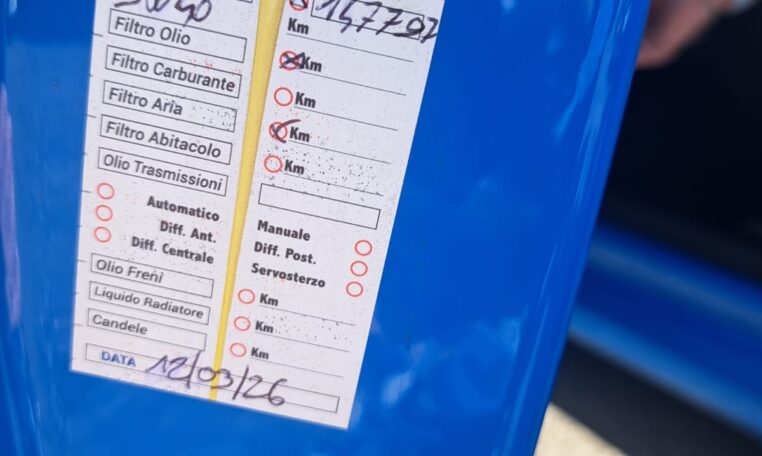 147797
Filtro Olio Km
Filtro Carburante Km
Filtro Aria Km
Filtro Abitacolo Km
Olio Trasmissioni Km
Automatico Manuale
Diff. Ant. Diff. Post.
Diff. Centrale Servosterzo
Olio Freni Km
Liquido Radiatore Km
Candele Km
DATA 12/03/26